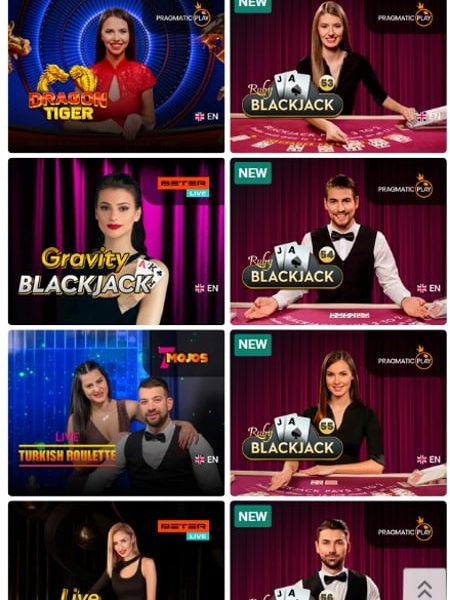 PRAGMATIC PLAY
DRAGON
TIGER
EN
NEW
PRAGMATIC PLAY
Ruby
J A 53
BLACKJACK
EN
BETER
LIVE
Gravity
BLACKJACK
A K
EN
NEW
PRAGMATIC PLAY
Ruby
J A 54
BLACKJACK
EN
7 MOJOS
LIVE
TURKISH ROULETTE
EN
NEW
PRAGMATIC PLAY
Ruby
J A 55
BLACKJACK
EN
BETER
LIVE
Live
NEW
PRAGMATIC PLAY
Ruby
J A 56